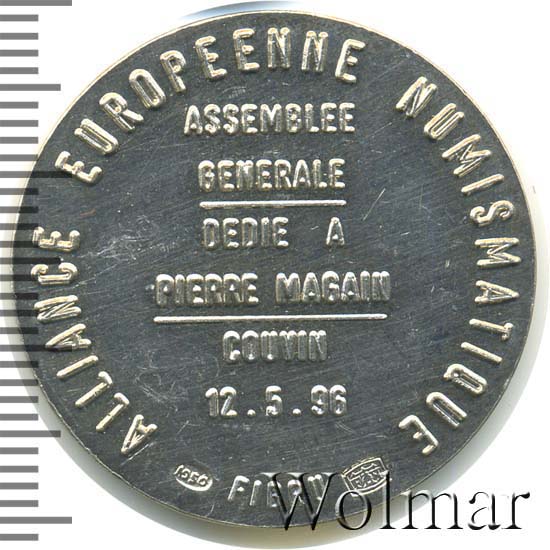 ALLIANCE EUROPEENNE NUMISMATIQUE
ASSEMBLEE
GENERALE
DEDIE A
PIERRE MAGAIN
COUVIN
12.5.96
Wolmar